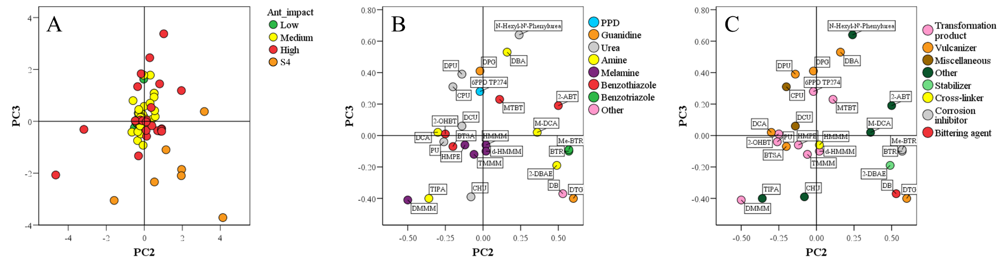 A
4
2
0
-2
-4
-4
-2
0
2
4
PC3
PC2
Ant_impact
Low
Medium
High
S4
B
0.80
0.60
0.40
0.20
0.00
-0.20
-0.40
-0.50
-0.25
0.00
0.25
0.50
PC3
PC2
N-Hexyl-N'-Phenylurea
DBA
DPU
DPG
6PPD TP274
CPU
MTBT
2-ABT
DCU
2-OHBT
M-DCA
DCA
BTSA
HMMM
Me-BTR
PU
HMPE
d-HMMM
BTR
TMMM
2-DBAE
DB
TIPA
CHU
DTG
DMMM
PPD
Guanidine
Urea
Amine
Melamine
Benzothiazole
Benzotriazole
Other
C
0.80
0.60
0.40
0.20
0.00
-0.20
-0.40
-0.50
-0.25
0.00
0.25
0.50
PC3
PC2
N-Hexyl-N'-Phenylurea
DBA
DPU
DPG
6PPD TP274
CPU
MTBT
2-ABT
DCU
DCA
M-DCA
PU
HMPE
HMMM
2-OHBT
Me-BTR
BTSA
d-HMMM
BTR
TMMM
2-DBAE
DB
TIPA
CHU
DTG
DMMM
Transformation
product
Vulcanizer
Miscellaneous
Other
Stabilizer
Cross-linker
Corrosion
inhibitor
Bittering agent